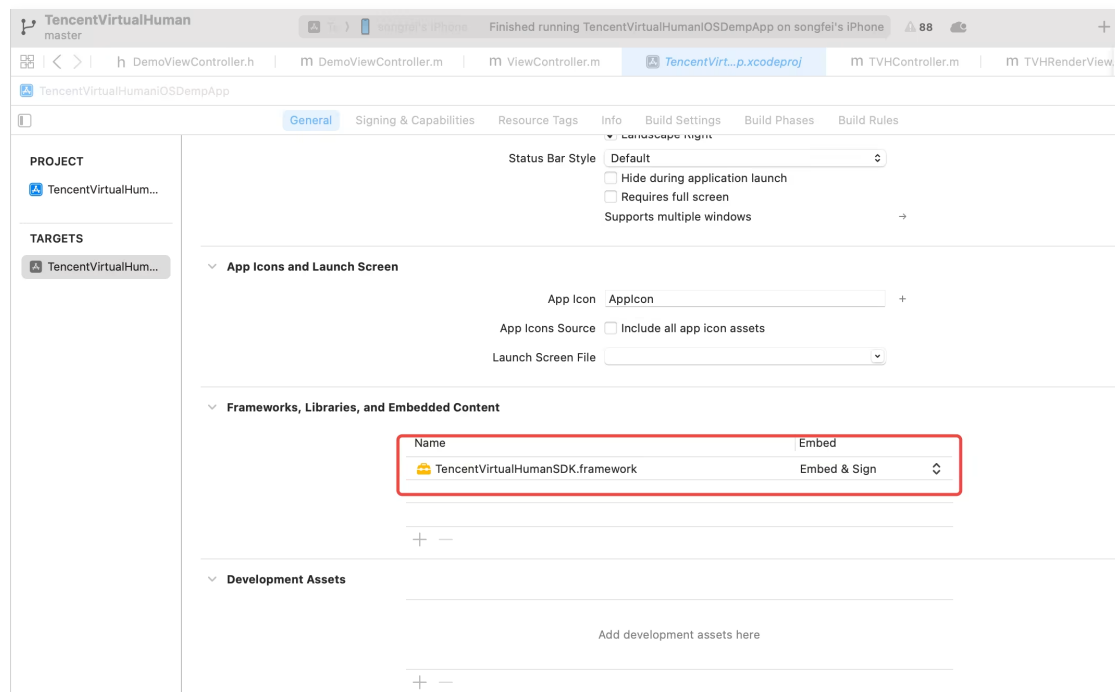 TencentVirtualHuman
master
songfei's iPhone Finished running TencentVirtualHumanIOSDempApp on songfei's iPhone 88
h DemoViewController.h m DemoViewController.m m ViewController.m TencentVirt...p.xcodeproj m TVHController.m m TVHRenderView.
TencentVirtualHumaniOSDempApp
General Signing & Capabilities Resource Tags Info Build Settings Build Phases Build Rules
Landscape Right
PROJECT
Status Bar Style Default
Hide during application launch
TencentVirtualHum...
Requires full screen
Supports multiple windows
TARGETS
TencentVirtualHum...
App Icons and Launch Screen
App Icon AppIcon
App Icons Source Include all app icon assets
Launch Screen File
Frameworks, Libraries, and Embedded Content
Name Embed
TencentVirtualHumanSDK.framework Embed & Sign
Development Assets
Add development assets here